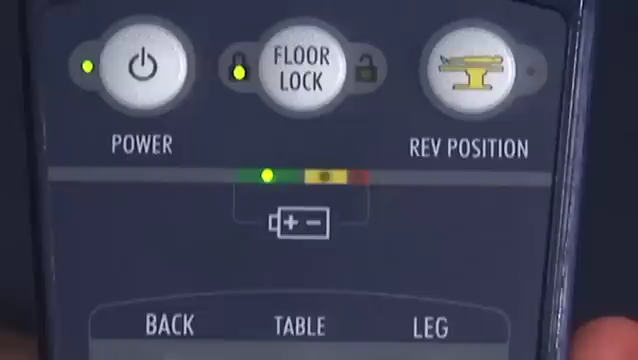 FLOOR
LOCK
POWER
REV POSITION
+ −
BACK TABLE LEG